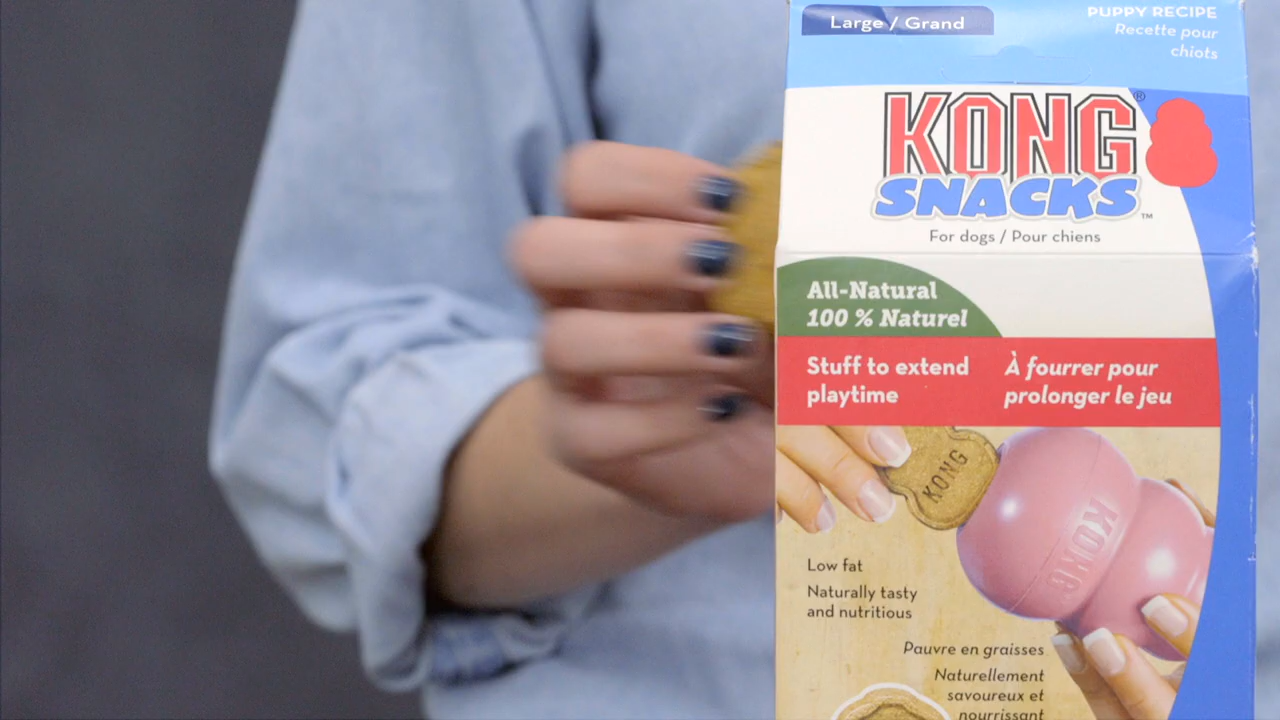 Large / Grand
PUPPY RECIPE
Recette pour
chiots
KONG®
SNACKS™
For dogs / Pour chiens
All-Natural
100 % Naturel
Stuff to extend
playtime
À fourrer pour
prolonger le jeu
KONG
KONG
KONG
Low fat
Naturally tasty
and nutritious
Pauvre en graisses
Naturellement
savoureux et
nourrissant